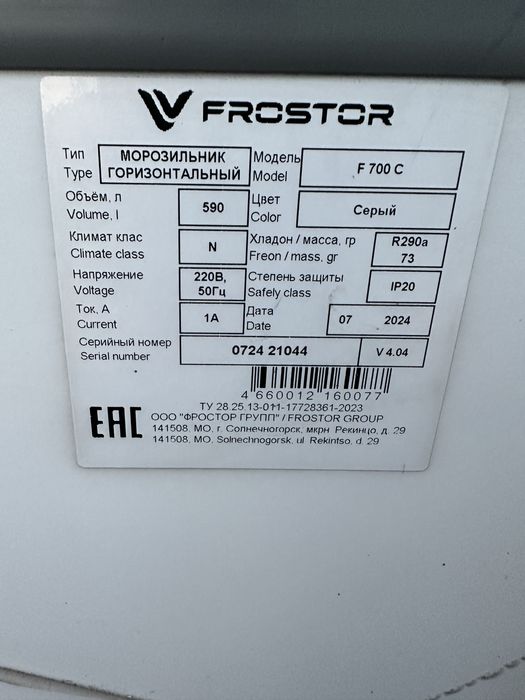 FROSTOR
Тип МОРОЗИЛЬНИК Модель F 700 C
Type ГОРИЗОНТАЛЬНЫЙ Model
Объём, л 590 Цвет Серый
Volume, l Color
Климат клас N Хладон / масса, гр R290a
Climate class Freon / mass, gr 73
Напряжение 220В, Степень защиты IP20
Voltage 50Гц Safely class
Ток, А 1А Дата 07 2024
Current Date
Серийный номер 0724 21044 V 4.04
Serial number
4 660012 160077
ТУ 28.25.13-011-17728361-2023
EAC ООО "ФРОСТОР ГРУПП" / FROSTOR GROUP
141508, МО, г. Солнечногорск, мкрн. Рекинцо, д. 29
141508, MO, Solnechnogorsk, ul. Rekintso, d. 29